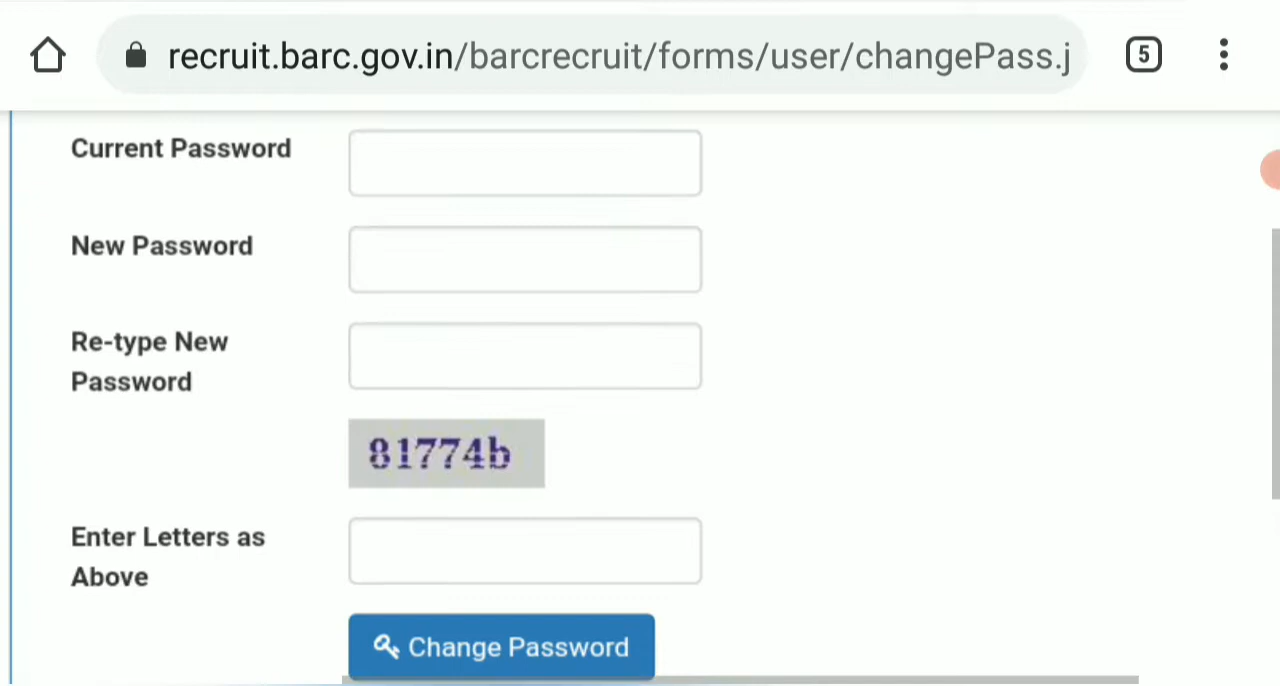 recruit.barc.gov.in/barcrecruit/forms/user/changePass.j
5
Current Password
New Password
Re-type New
Password
81774b
Enter Letters as
Above
Change Password